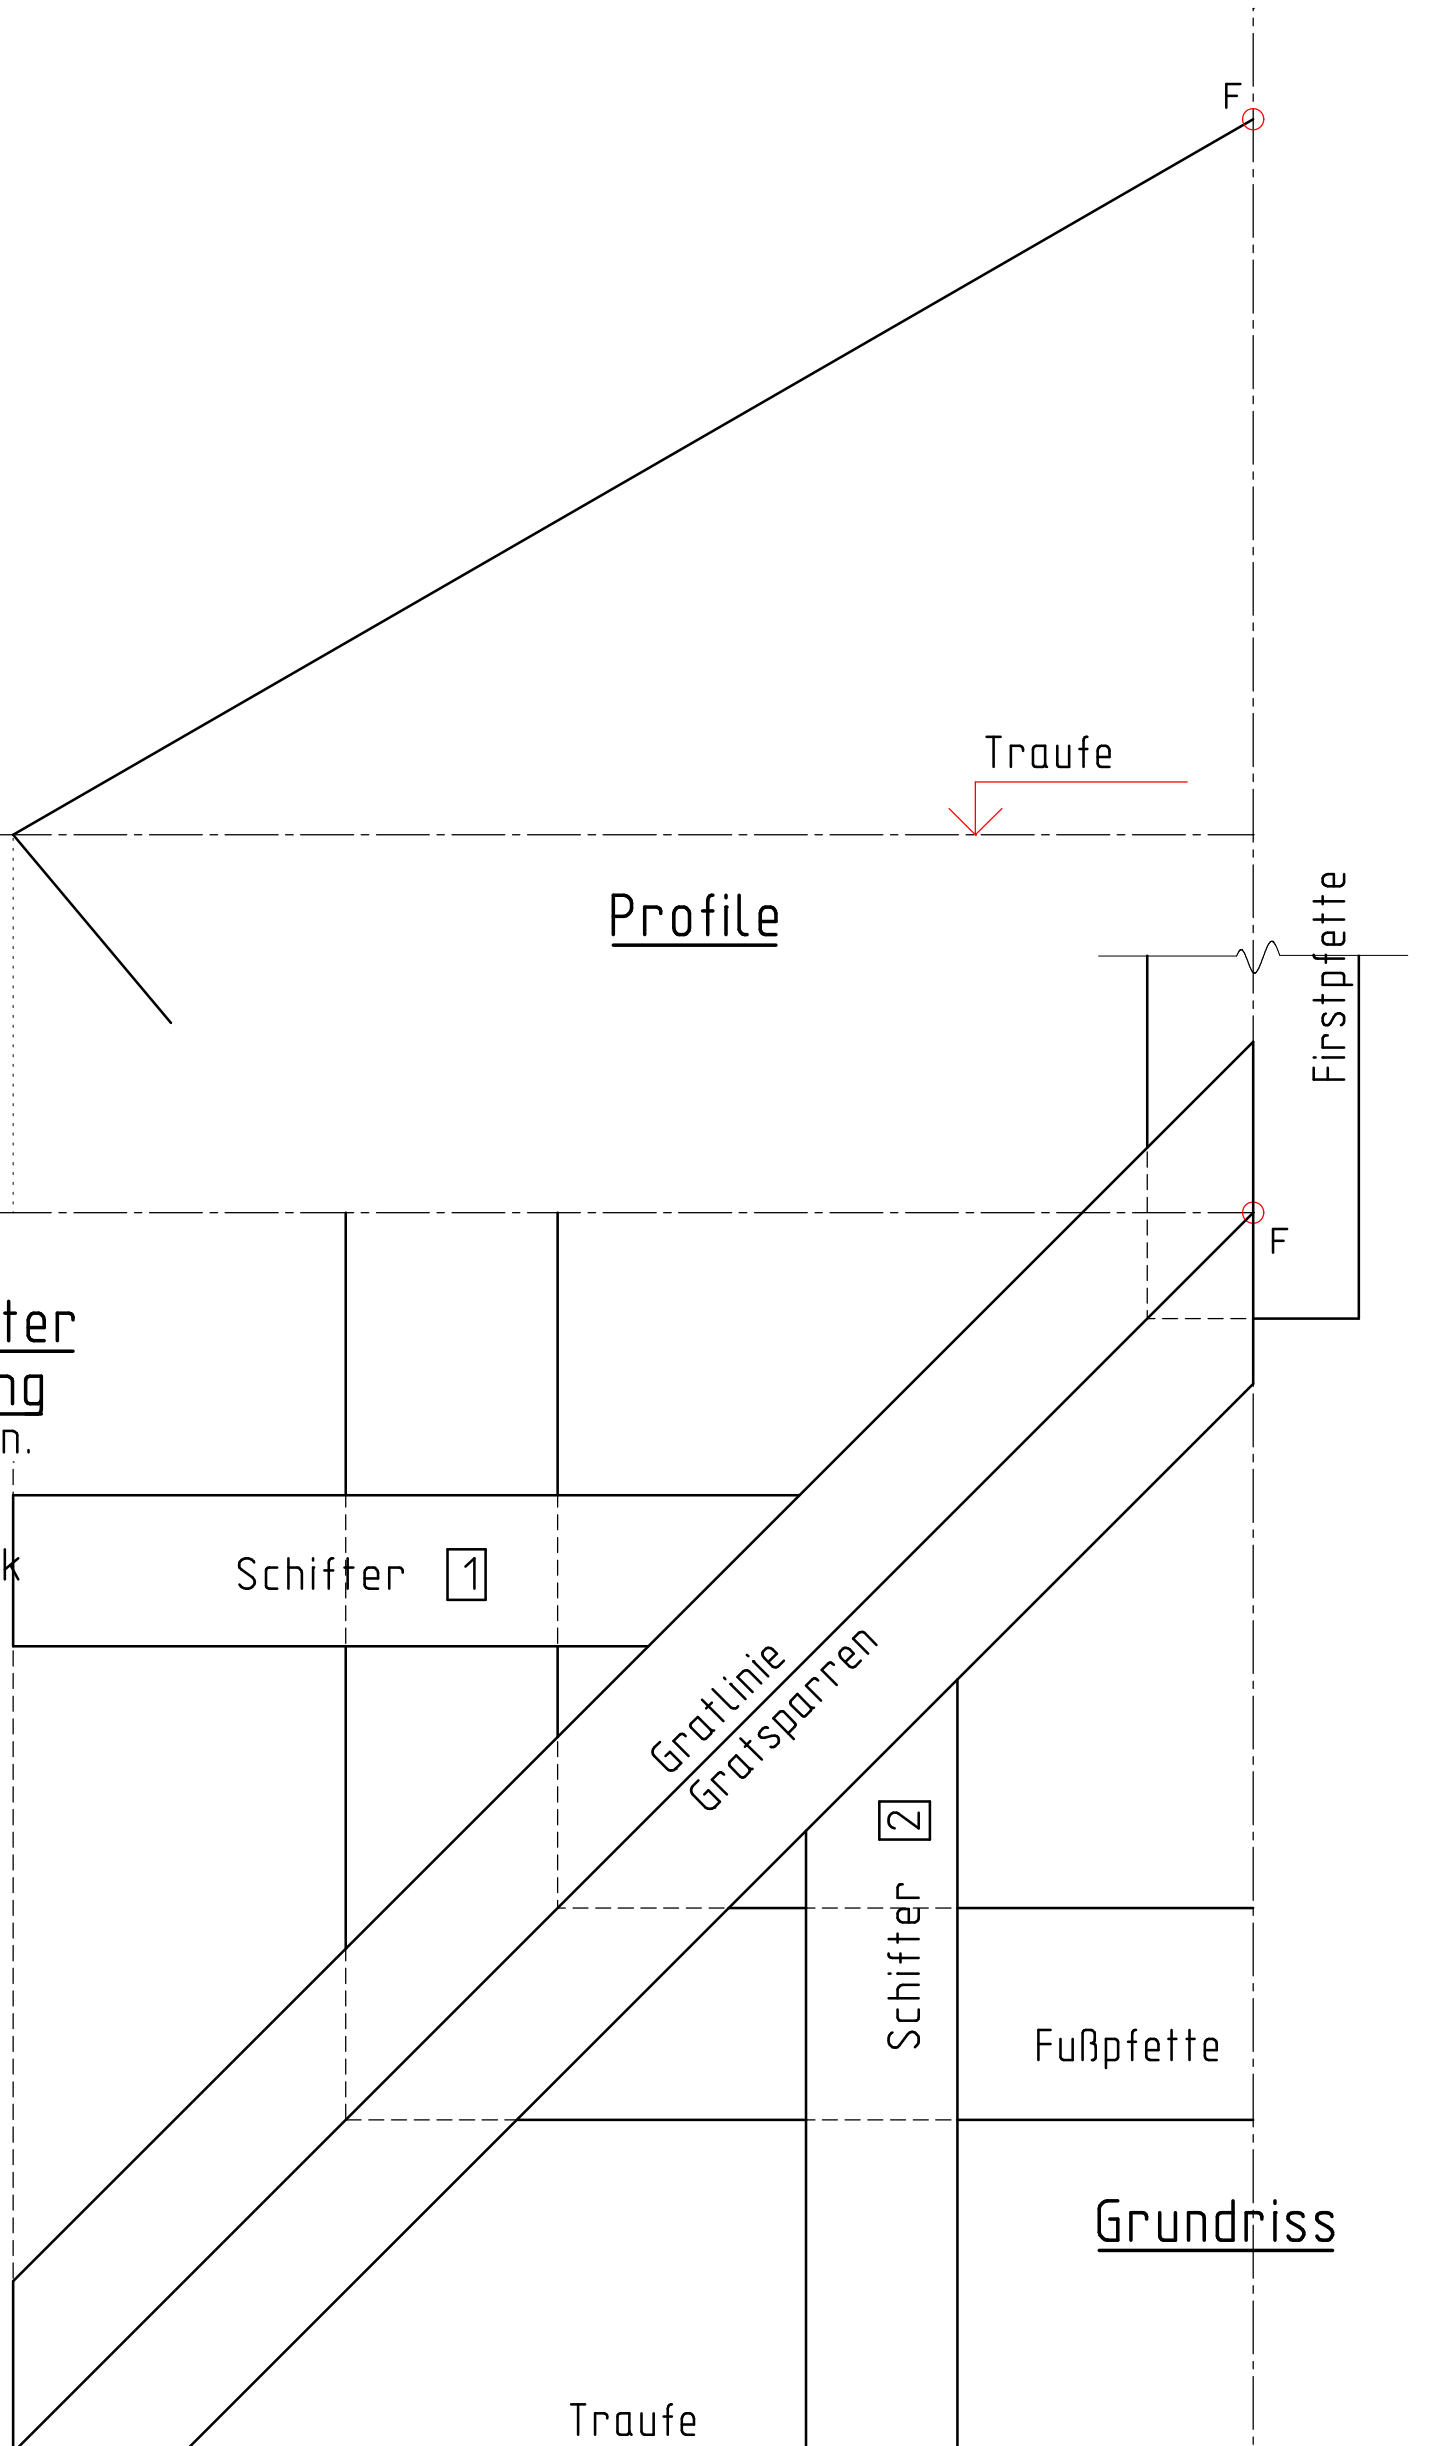 F
Traufe
Profile
Firstpfette
F
ter
ng
n.
k
Schifter 1
Gratlinie
Gratsparren
Schifter 2
Fußpfette
Grundriss
Traufe